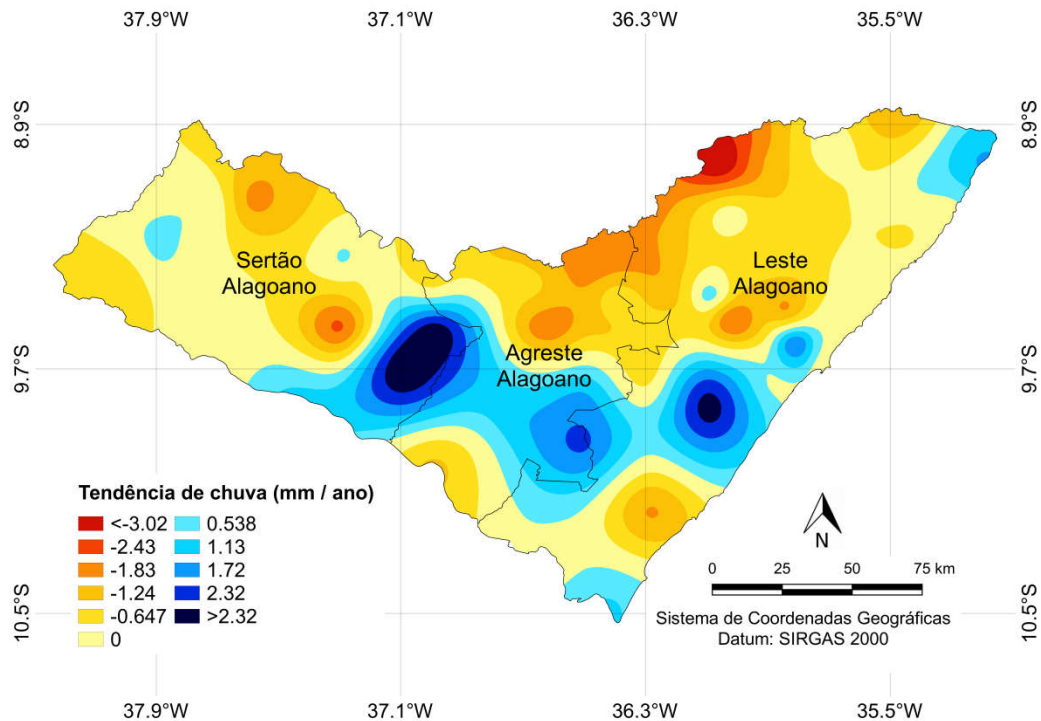 37.9°W 37.1°W 36.3°W 35.5°W
8.9°S 8.9°S
Sertão
Alagoano
Leste
Alagoano
Agreste
Alagoano
9.7°S 9.7°S
Tendência de chuva (mm / ano)
<-3.02 0.538
-2.43 1.13
-1.83 1.72
-1.24 2.32
-0.647 >2.32
0
N
0 25 50 75 km
Sistema de Coordenadas Geográficas
Datum: SIRGAS 2000
10.5°S 10.5°S
37.9°W 37.1°W 36.3°W 35.5°W